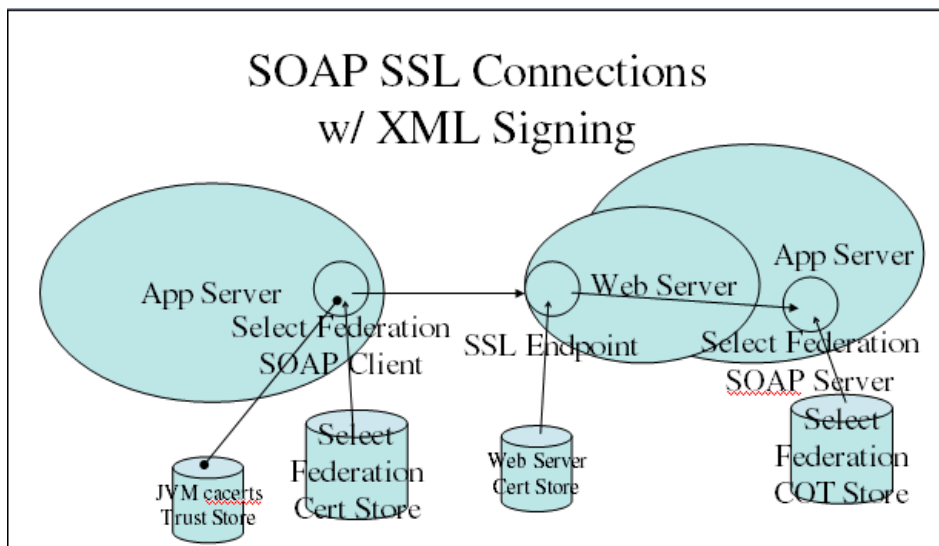 SOAP SSL Connections
w/ XML Signing
App Server
Select Federation
SOAP Client
SSL Endpoint
Web Server
App Server
Select Federation
SOAP Server
JVM cacerts
Trust Store
Select
Federation
Cert Store
Web Server
Cert Store
Select
Federation
COT Store